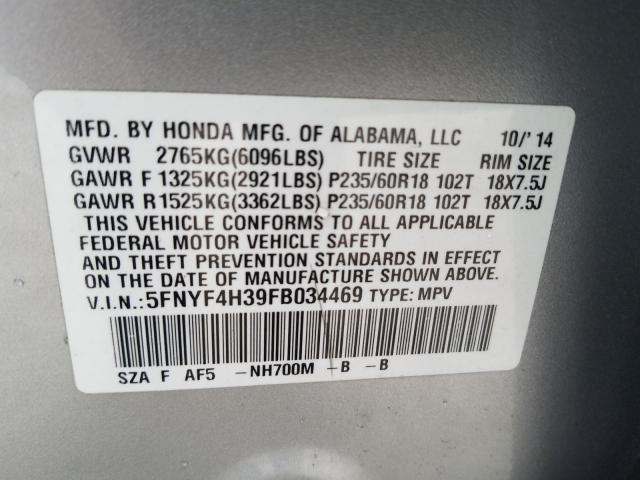 MFD. BY HONDA MFG. OF ALABAMA, LLC 10/'14
GVWR 2765KG(6096LBS) TIRE SIZE RIM SIZE
GAWR F 1325KG(2921LBS) P235/60R18 102T 18X7.5J
GAWR R1525KG(3362LBS) P235/60R18 102T 18X7.5J
THIS VEHICLE CONFORMS TO ALL APPLICABLE
FEDERAL MOTOR VEHICLE SAFETY
AND THEFT PREVENTION STANDARDS IN EFFECT
ON THE DATE OF MANUFACTURE SHOWN ABOVE.
V.I.N.:5FNYF4H39FB034469 TYPE: MPV
SZA F AF5 -NH700M -B -B